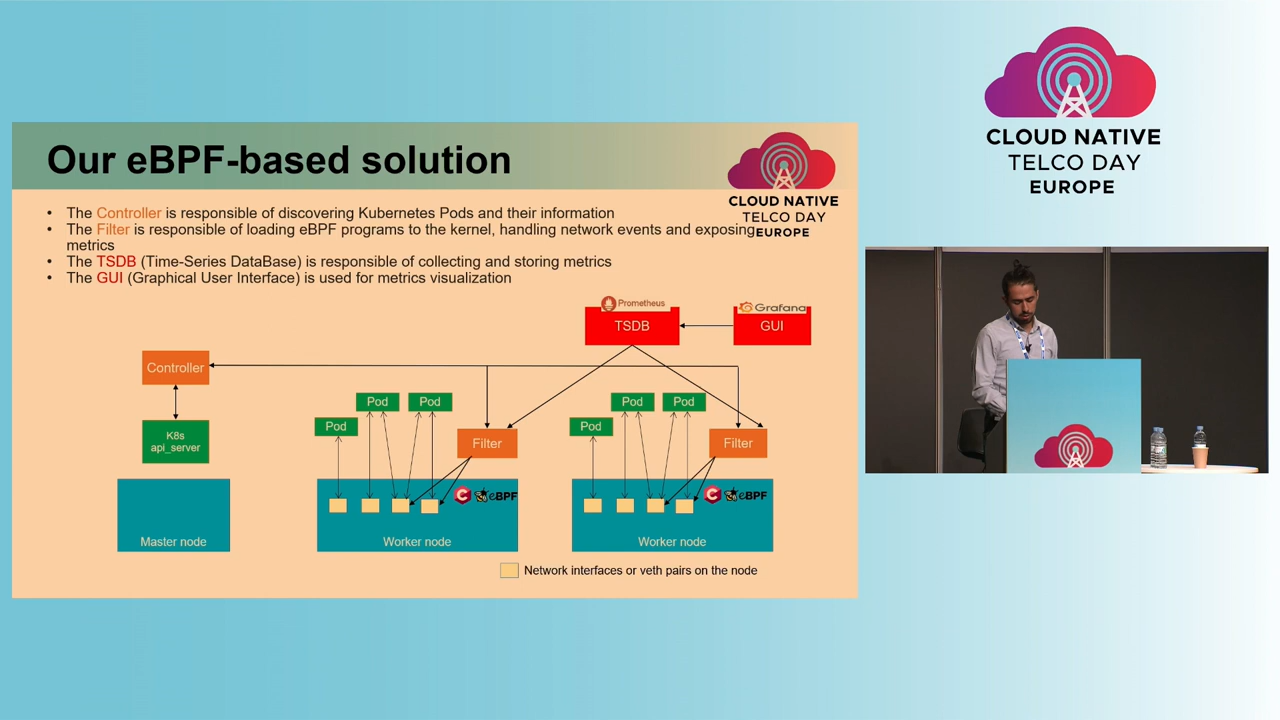 Our eBPF-based solution
CLOUD NATIVE
TELCO DAY
EUROPE
• The Controller is responsible of discovering Kubernetes Pods and their information
• The Filter is responsible of loading eBPF programs to the kernel, handling network events and exposing
metrics
• The TSDB (Time-Series DataBase) is responsible of collecting and storing metrics
• The GUI (Graphical User Interface) is used for metrics visualization
Prometheus
TSDB
Grafana
GUI
Controller
K8s
api_server
Master node
Pod
Pod
Pod
Filter
C
eBPF
Worker node
Pod
Pod
Pod
Filter
C
eBPF
Worker node
Network interfaces or veth pairs on the node
CLOUD NATIVE
TELCO DAY
EUROPE